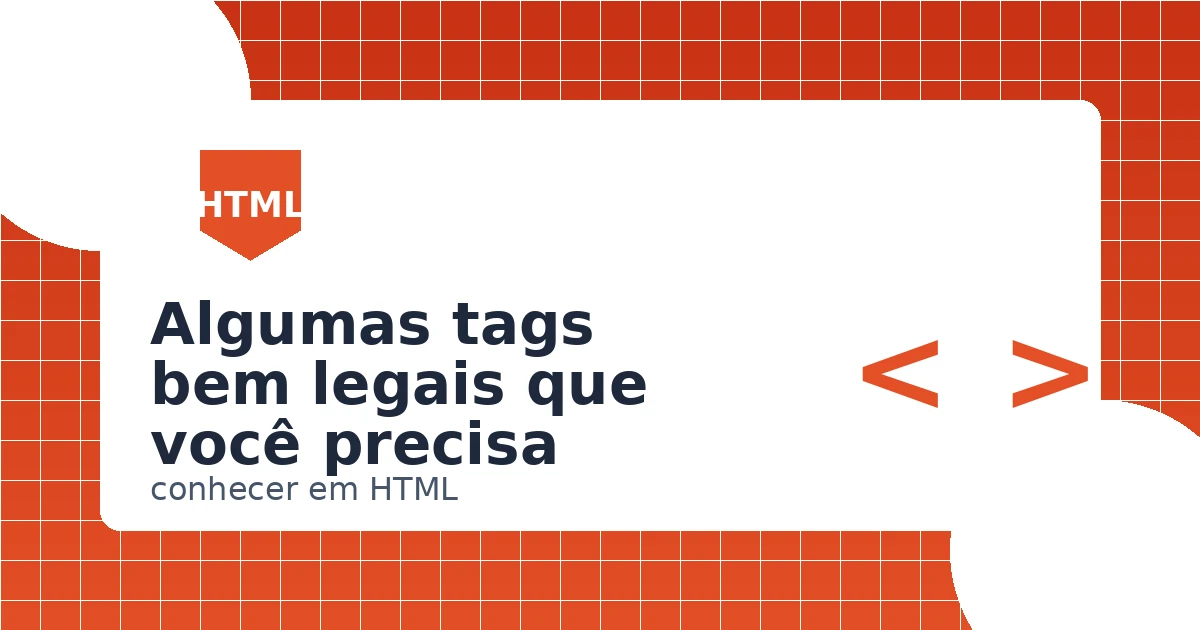 HTML
Algumas tags
bem legais que
você precisa
conhecer em HTML
< >